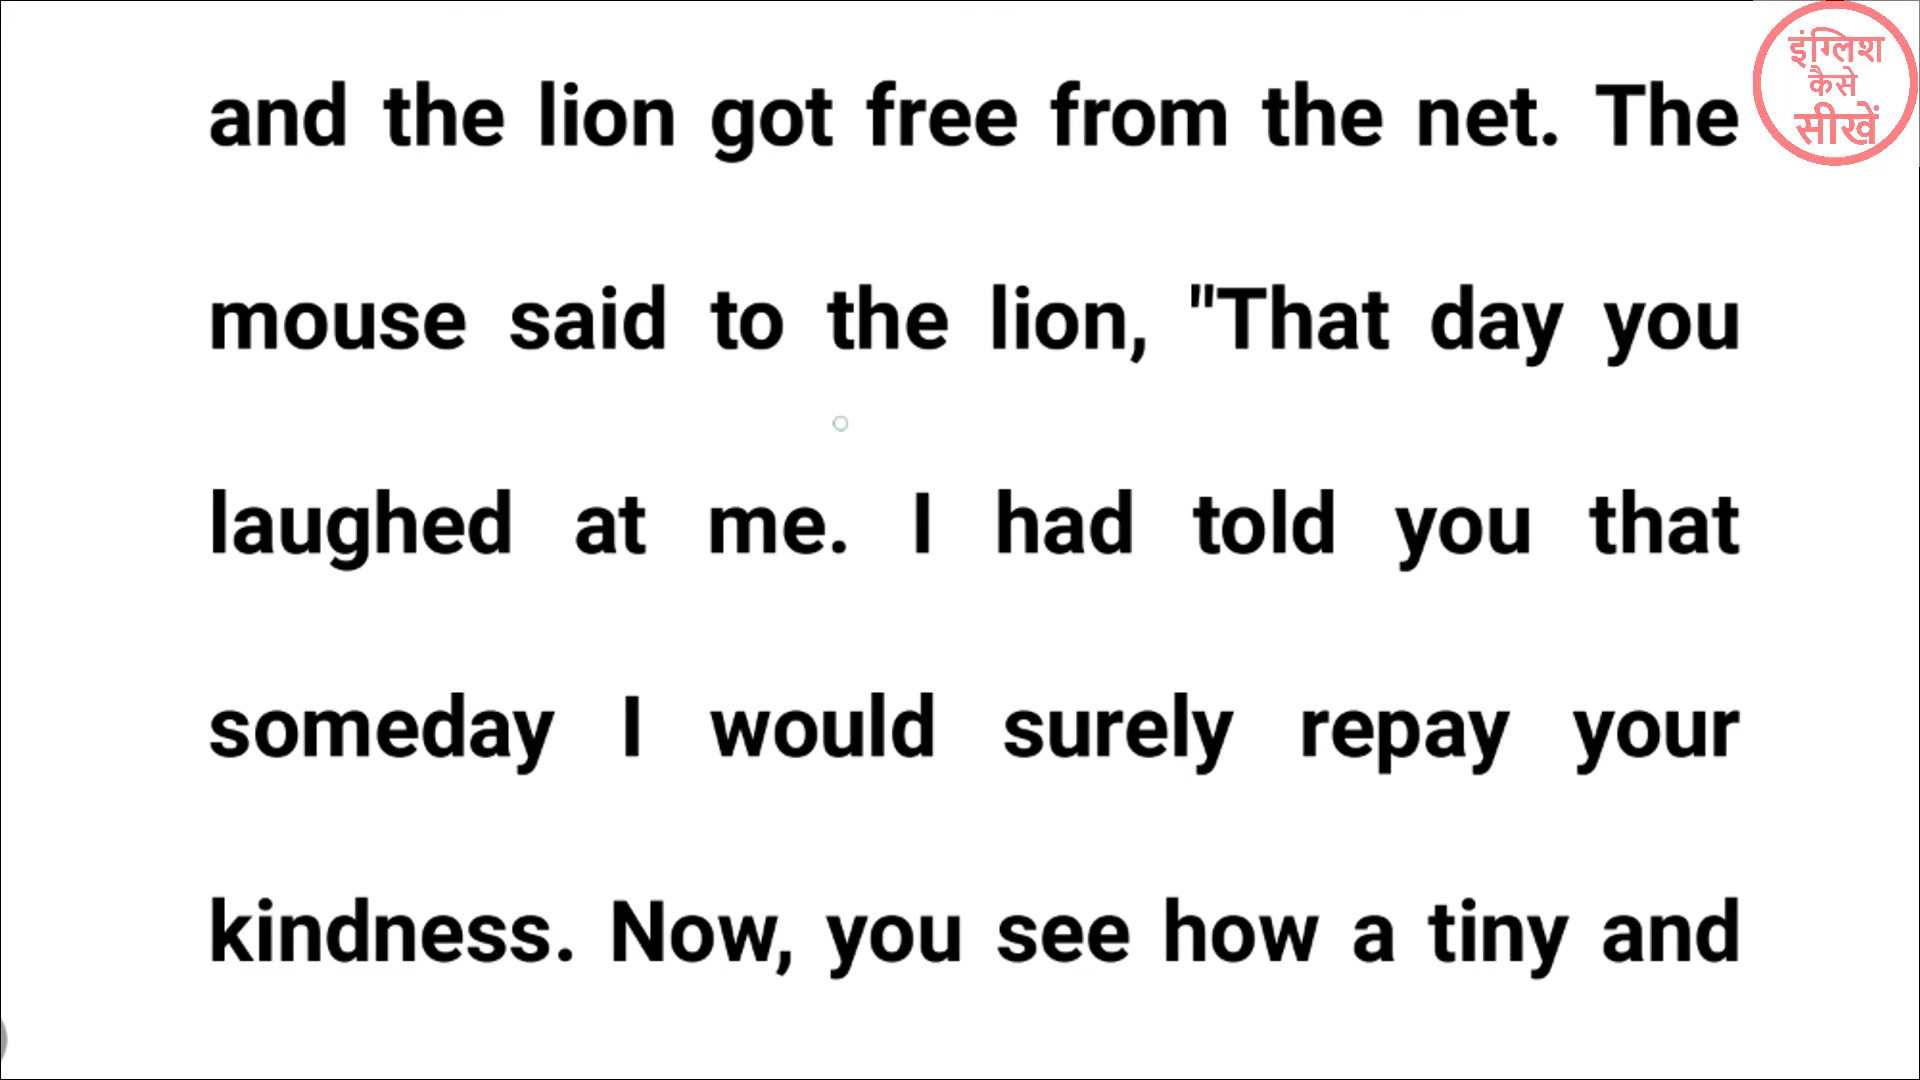 and the lion got free from the net. The
mouse said to the lion, "That day you
laughed at me. I had told you that
someday I would surely repay your
kindness. Now, you see how a tiny and
इंग्लिश
कैसे
सीखें